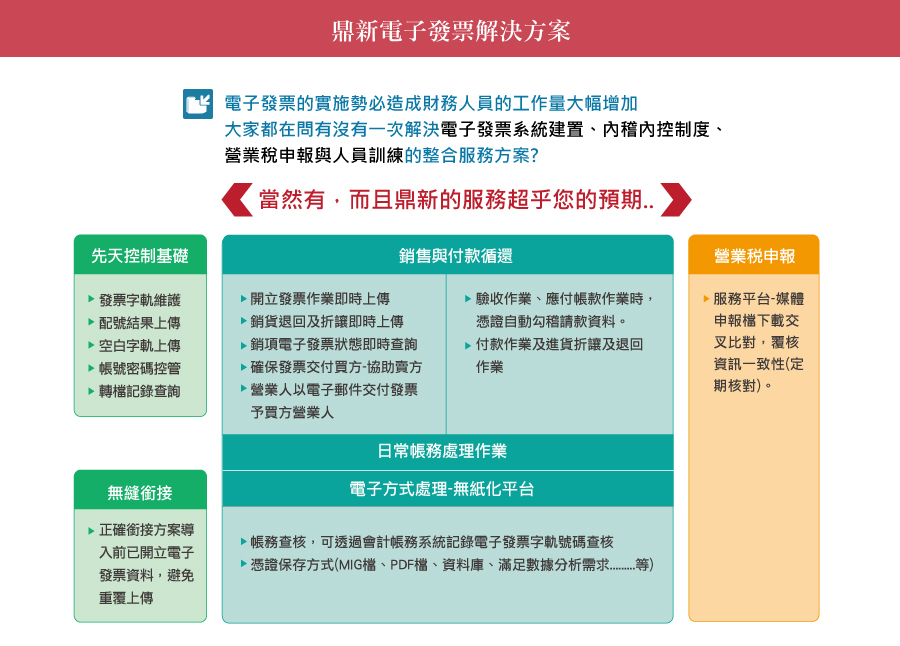 鼎新電子發票解決方案
電子發票的實施勢必造成財務人員的工作量大幅增加
大家都在問有沒有一次解決電子發票系統建置、內稽內控制度、
營業稅申報與人員訓練的整合服務方案?
當然有，而且鼎新的服務超乎您的預期..
先天控制基礎
發票字軌維護
配號結果上傳
空白字軌上傳
帳號密碼控管
轉檔記錄查詢
無縫銜接
正確銜接方案導
入前已開立電子
發票資料，避免
重覆上傳
銷售與付款循還
開立發票作業即時上傳
銷貨退回及折讓即時上傳
銷項電子發票狀態即時查詢
確保發票交付買方-協助賣方
營業人以電子郵件交付發票
予買方營業人
驗收作業、應付帳款作業時，
憑證自動勾稽請款資料。
付款作業及進貨折讓及退回
作業
日常帳務處理作業
電子方式處理-無紙化平台
帳務查核，可透過會計帳務系統記錄電子發票字軌號碼查核
憑證保存方式(MIG檔、PDF檔、資料庫、滿足數據分析需求.........等)
營業稅申報
服務平台-媒體
申報檔下載交
叉比對，覆核
資訊一致性(定
期核對)。